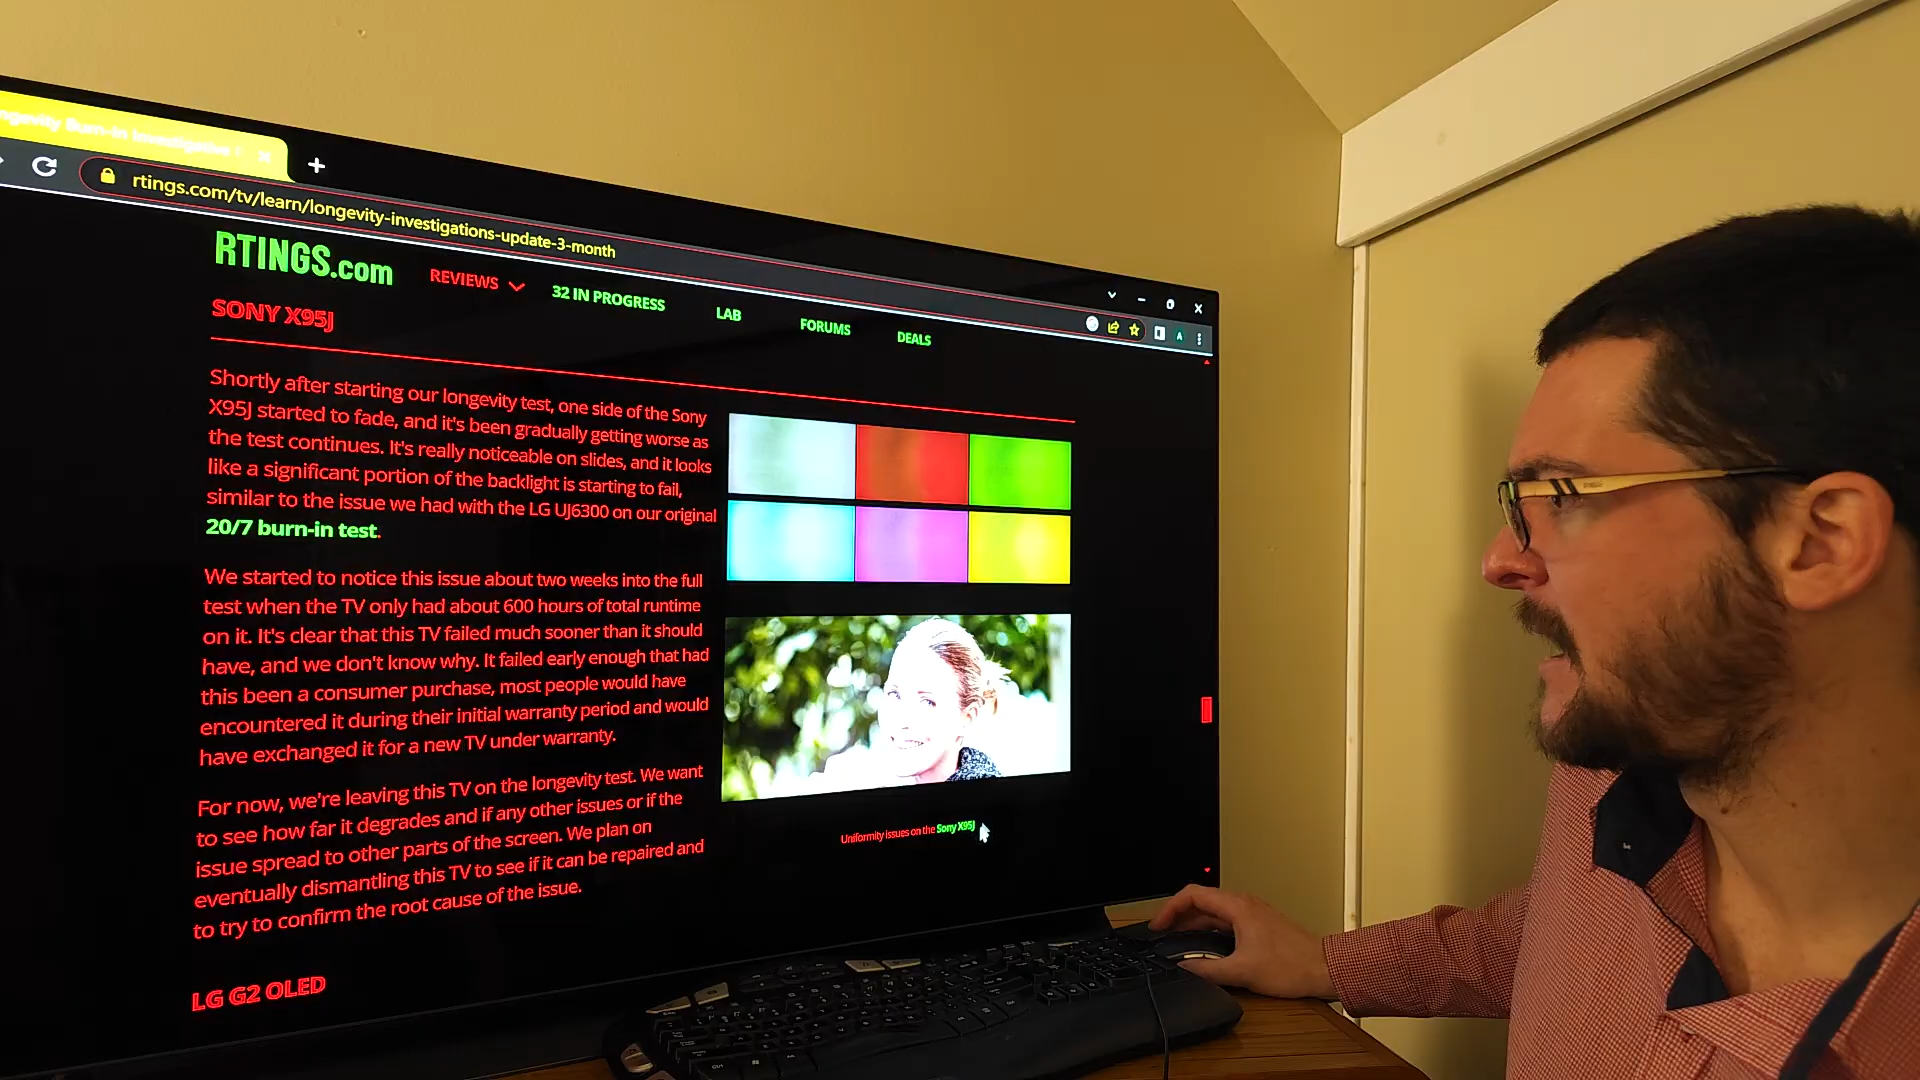 ngevity Burn-In Investigative
rtings.com/tv/learn/longevity-investigations-update-3-month
RTINGS.com
REVIEWS
32 IN PROGRESS
LAB
FORUMS
DEALS
A
SONY X95J
Shortly after starting our longevity test, one side of the Sony
X95J started to fade, and it's been gradually getting worse as
the test continues. It's really noticeable on slides, and it looks
like a significant portion of the backlight is starting to fail,
similar to the issue we had with the LG UJ6300 on our original
20/7 burn-in test.
We started to notice this issue about two weeks into the full
test when the TV only had about 600 hours of total runtime
on it. It's clear that this TV failed much sooner than it should
have, and we don't know why. It failed early enough that had
this been a consumer purchase, most people would have
encountered it during their initial warranty period and would
have exchanged it for a new TV under warranty.
For now, we're leaving this TV on the longevity test. We want
to see how far it degrades and if any other issues or if the
issue spread to other parts of the screen. We plan on
eventually dismantling this TV to see if it can be repaired and
to try to confirm the root cause of the issue.
Uniformity issues on the Sony X95J
LG G2 OLED